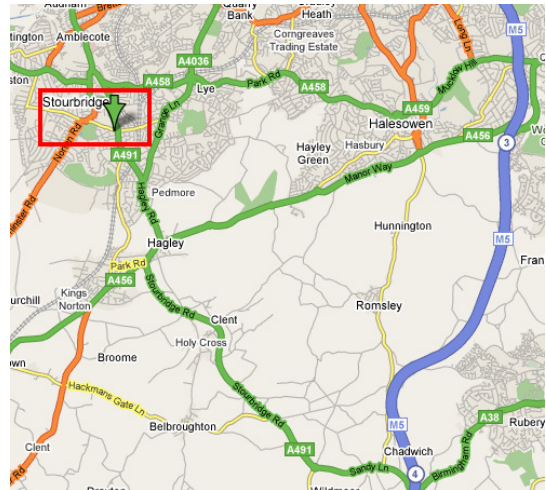 Quarry
Bank
Heath
Amblecote
Corngreaves
Trading Estate
Long Ln
M5
A4036
A458
Lye
Park Rd
A458
Mucklow Hill
Stourbridge
A459
Grange Ln
Halesowen
A456
Norton Rd
Hayley
Green
Hasbury
3
A491
Manor Way
Pedmore
Hagley Rd
Hunnington
M5
Hagley
Park Rd
A456
Kings
Norton
Stourbridge Rd
Romsley
Clent
Holy Cross
Broome
Hackmans Gate Ln
Stourbridge Rd
Belbroughton
A38
M5
Rubery
Clent
A491
Chadwich
Sandy Ln
4
Birmingham Rd